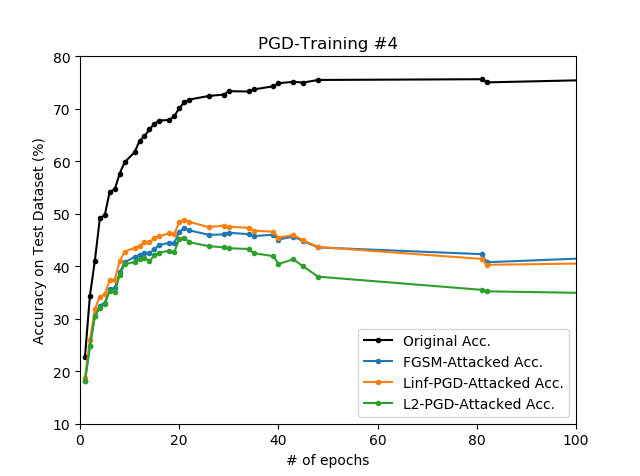 PGD-Training #4
Accuracy on Test Dataset (%)
80
70
60
50
40
30
20
10
0
20
40
60
80
100
# of epochs
Original Acc.
FGSM-Attacked Acc.
Linf-PGD-Attacked Acc.
L2-PGD-Attacked Acc.